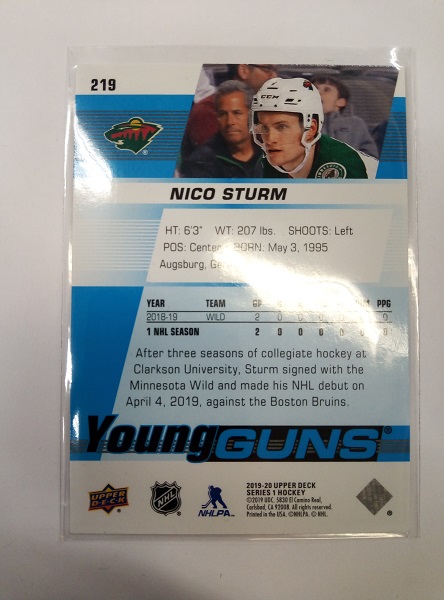 219
CCM
NICO STURM
HT: 6'3" WT: 207 lbs. SHOOTS: Left
POS: Center BORN: May 3, 1995
Augsburg,
YEAR TEAM GP PPG
2018-19 WILD 2 0 0 0 0 0
1 NHL SEASON 2 0 0 0 0 0
After three seasons of collegiate hockey at
Clarkson University, Sturm signed with the
Minnesota Wild and made his NHL debut on
April 4, 2019, against the Boston Bruins.
Young GUNS
UPPER DECK
NHL
NHLPA
2019-20 UPPER DECK
SERIES 1 HOCKEY
©2019 UDC. 5830 El Camino Real,
Carlsbad, CA 92008. All rights reserved.
Printed in the USA. ©NHLPA. © NHL.